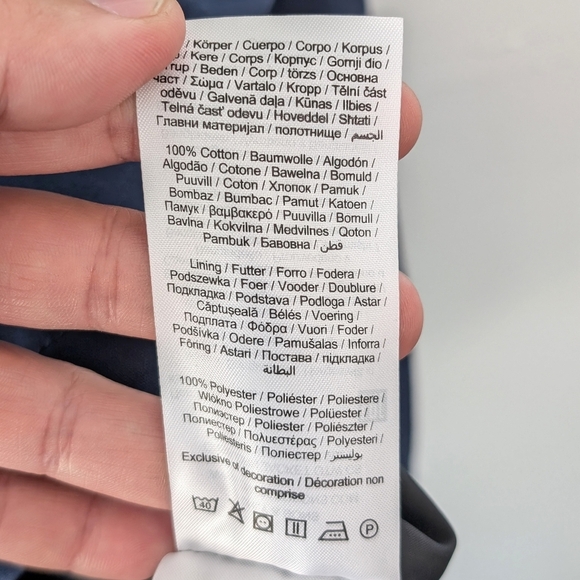 / Körper / Cuerpo / Corpo / Korpus /
/ Kere / Corps / Корпус / Gornji dio /
/ Beden / Corp / törzs / Основна
част / Σώμα / Vartalo / Kropp / Tělní část
oděvu / Galvenā daļa / Kūnas / Ilbies /
Telná časť odevu / Hoveddel / Shtati /
Главни материјал / полотнище / الجسم
100% Cotton / Baumwolle / Algodón /
Algodão / Cotone / Bawełna / Bomuld /
Puuvill / Coton / Хлопок / Pamuk /
Bombaz / Bumbac / Pamut / Katoen /
Памук / βαμβακερό / Puuvilla / Bomull /
Bavlna / Kokvilna / Medvilnes / Qoton /
Pambuk / Бавовна / قطن
Lining / Futter / Forro / Fodera /
Podszewka / Foer / Vooder / Doublure /
Подкладка / Podstava / Podloga / Astar /
Căptușeală / Bélés / Voering /
Подплата / Φόδρα / Vuori / Foder /
Podšívka / Odere / Pamušalas / Inforra /
Fôring / Astari / Постава / підкладка /
البطانة
100% Polyester / Poliéster / Poliestere /
Włókno Poliestrowe / Polüester /
Полиэстер / Poliester / Poliészter /
Полиестер / Πολυεστέρας / Polyesteri /
Poliesteris / Поліестер / بوليستر
Exclusive of decoration / Décoration non
comprise
40
P